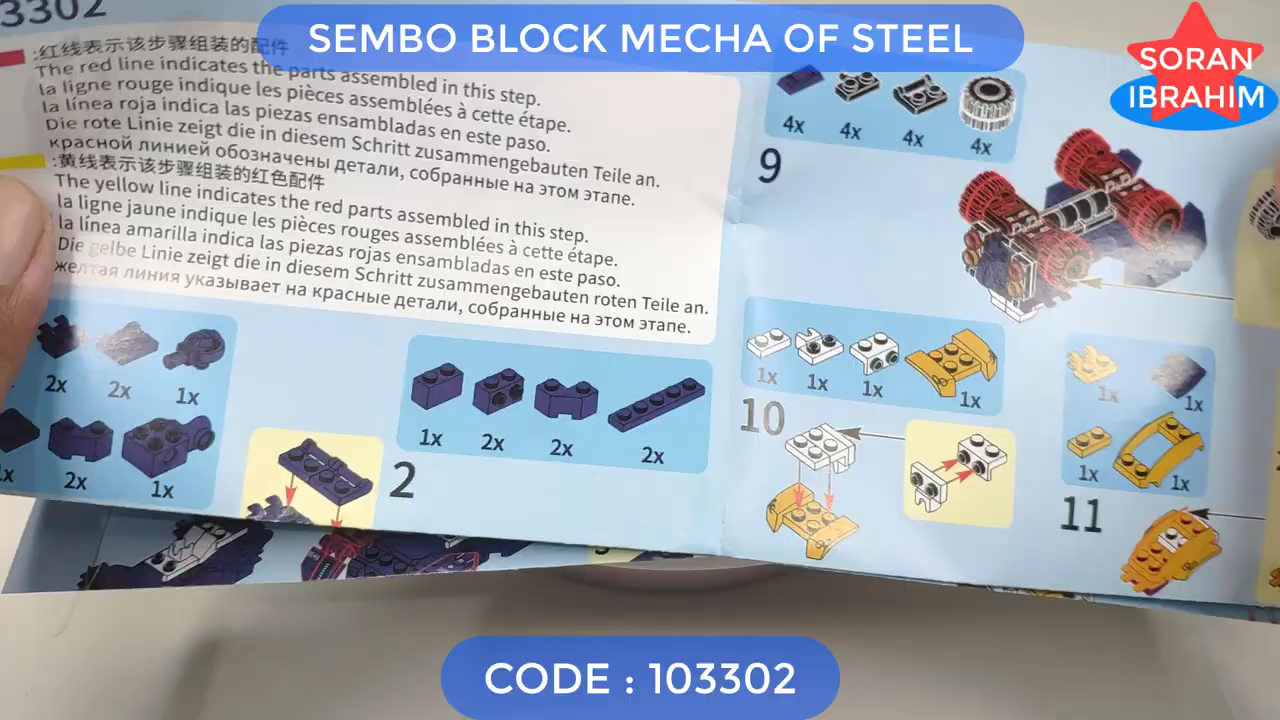 SEMBO BLOCK MECHA OF STEEL
SORAN
IBRAHIM
3302
:红线表示该步骤组装的配件
The red line indicates the parts assembled in this step.
la ligne rouge indique les pièces assemblées à cette étape.
la línea roja indica las piezas ensambladas en este paso.
Die rote Linie zeigt die in diesem Schritt zusammengebauten Teile an.
красной линией обозначены детали, собранные на этом этапе.
:黄线表示该步骤组装的红色配件
The yellow line indicates the red parts assembled in this step.
la ligne jaune indique les pièces rouges assemblées à cette étape.
la línea amarilla indica las piezas rojas ensambladas en este paso.
Die gelbe Linie zeigt die in diesem Schritt zusammengebauten roten Teile an.
желтая линия указывает на красные детали, собранные на этом этапе.
2x 2x 1x
x 2x 1x
1x 2x 2x 2x
2
4x 4x 4x 4x
9
1x 1x 1x 1x
10
1x 1x
1x 1x
11
CODE : 103302